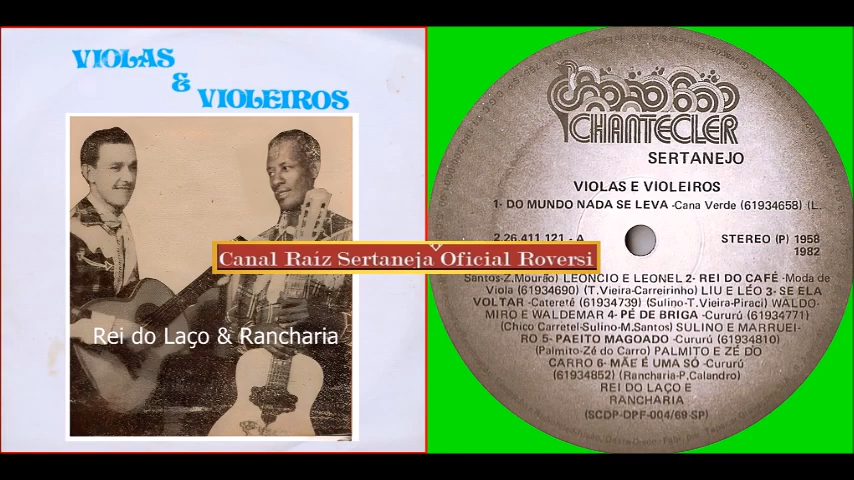 VIOLAS
&
VIOLEIROS
Rei do Laço & Rancharia
Canal Raíz Sertaneja Oficial Roversi
CHANTECLER
SERTANEJO
VIOLAS E VIOLEIROS
1- DO MUNDO NADA SE LEVA -Cana Verde (61934658) (L.
2.26.411.121 - A STEREO (P) 1958
1982
Santos-Z.Mourão) LEONCIO E LEONEL 2- REI DO CAFÉ -Moda de
Viola (61934690) (T.Vieira-Carreirinho) LIU E LÉO 3- SE ELA
VOLTAR -Catereté (61934739) (Sulino-T.Vieira-Piraci) WALDO-
MIRO E WALDEMAR 4- PÉ DE BRIGA -Cururú (61934771)
(Chico Carretel-Sulino-M.Santos) SULINO E MARRUEI-
RO 5- PAEITO MAGOADO -Cururú (61934810)
(Palmito-Zé do Carro) PALMITO E ZÉ DO
CARRO 6- MÃE É UMA SÓ -Cururú
(61934852) (Rancharia-P.Calandro)
REI DO LAÇO E
RANCHARIA
(SCDP-DPF-004/69-SP)